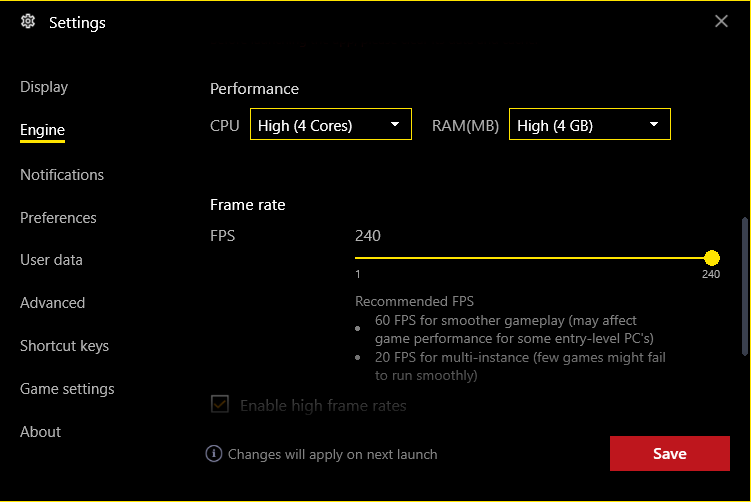 Settings
Display
Engine
Notifications
Preferences
User data
Advanced
Shortcut keys
Game settings
About
Performance
CPU High (4 Cores) RAM(MB) High (4 GB)
Frame rate
FPS 240
1 240
Recommended FPS
60 FPS for smoother gameplay (may affect
game performance for some entry-level PC's)
20 FPS for multi-instance (few games might fail
to run smoothly)
Enable high frame rates
Changes will apply on next launch
Save